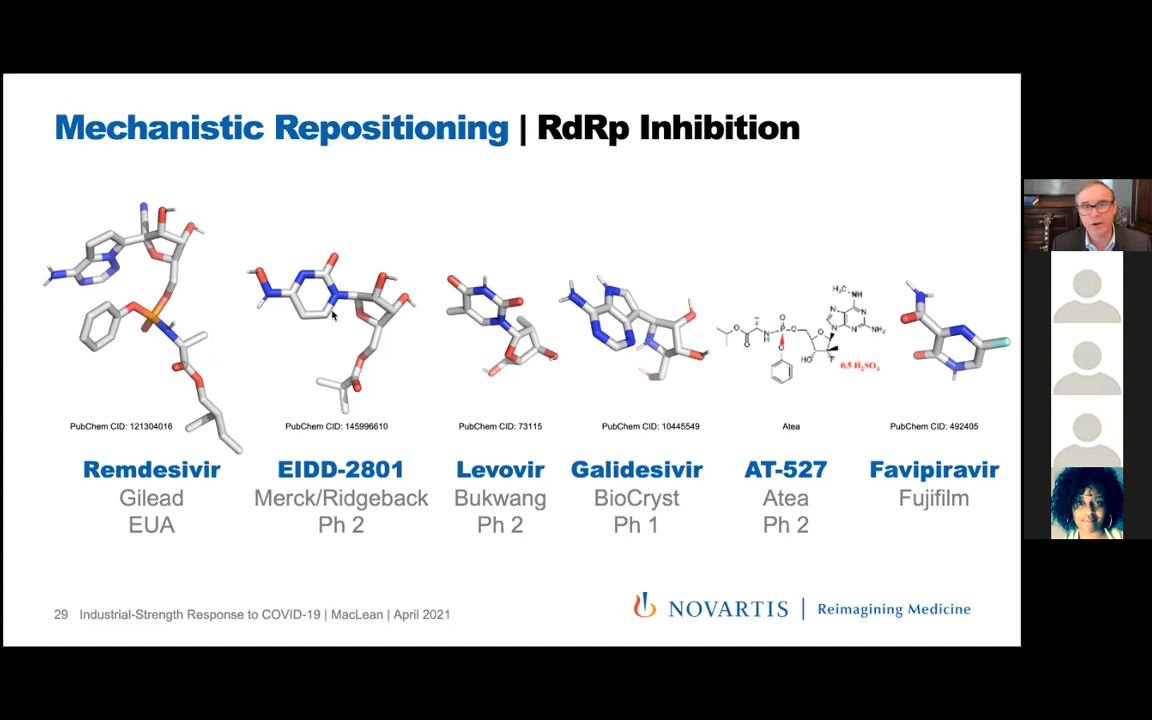 Mechanistic Repositioning | RdRp Inhibition
PubChem CID: 121304016
PubChem CID: 145996610
PubChem CID: 73115
PubChem CID: 10445549
Atea
PubChem CID: 492405
0.5 H₂SO₄
Remdesivir
Gilead
EUA
EIDD-2801
Merck/Ridgeback
Ph 2
Levovir
Bukwang
Ph 2
Galidesivir
BioCryst
Ph 1
AT-527
Atea
Ph 2
Favipiravir
Fujifilm
29 Industrial-Strength Response to COVID-19 | MacLean | April 2021
NOVARTIS | Reimagining Medicine